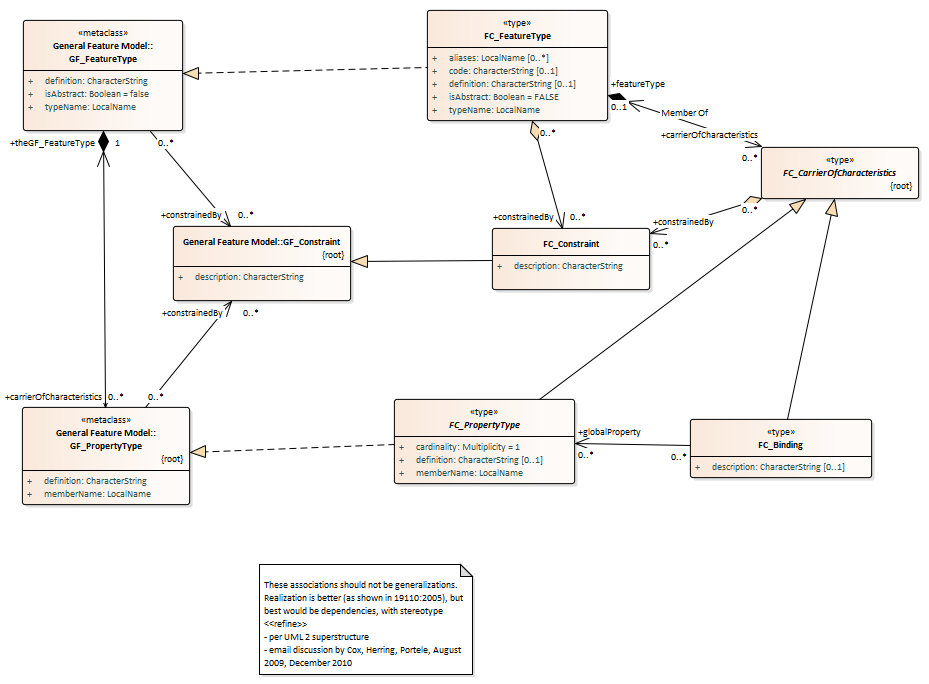 «metaclass»
General Feature Model::
GF_FeatureType
+ definition: CharacterString
+ isAbstract: Boolean = false
+ typeName: LocalName
«type»
FC_FeatureType
+ aliases: LocalName [0..*]
+ code: CharacterString [0..1]
+ definition: CharacterString [0..1]
+ isAbstract: Boolean = FALSE
+ typeName: LocalName
+featureType
0..1
Member Of
+carrierOfCharacteristics
0..*
+theGF_FeatureType 1
0..*
0..*
«type»
FC_CarrierOfCharacteristics
{root}
0..*
+constrainedBy
0..*
+constrainedBy 0..*
+constrainedBy 0..*
General Feature Model::GF_Constraint
{root}
+ description: CharacterString
FC_Constraint
+ description: CharacterString
+constrainedBy 0..*
+carrierOfCharacteristics 0..*
0..*
«metaclass»
General Feature Model::
GF_PropertyType
{root}
+ definition: CharacterString
+ memberName: LocalName
«type»
FC_PropertyType
+ cardinality: Multiplicity = 1
+ definition: CharacterString [0..1]
+ memberName: LocalName
+globalProperty
0..*
0..*
«type»
FC_Binding
+ description: CharacterString [0..1]
These associations should not be generalizations.
Realization is better (as shown in 19110:2005), but
best would be dependencies, with stereotype
<<refine>>
- per UML 2 superstructure
- email discussion by Cox, Herring, Portele, August
2009, December 2010